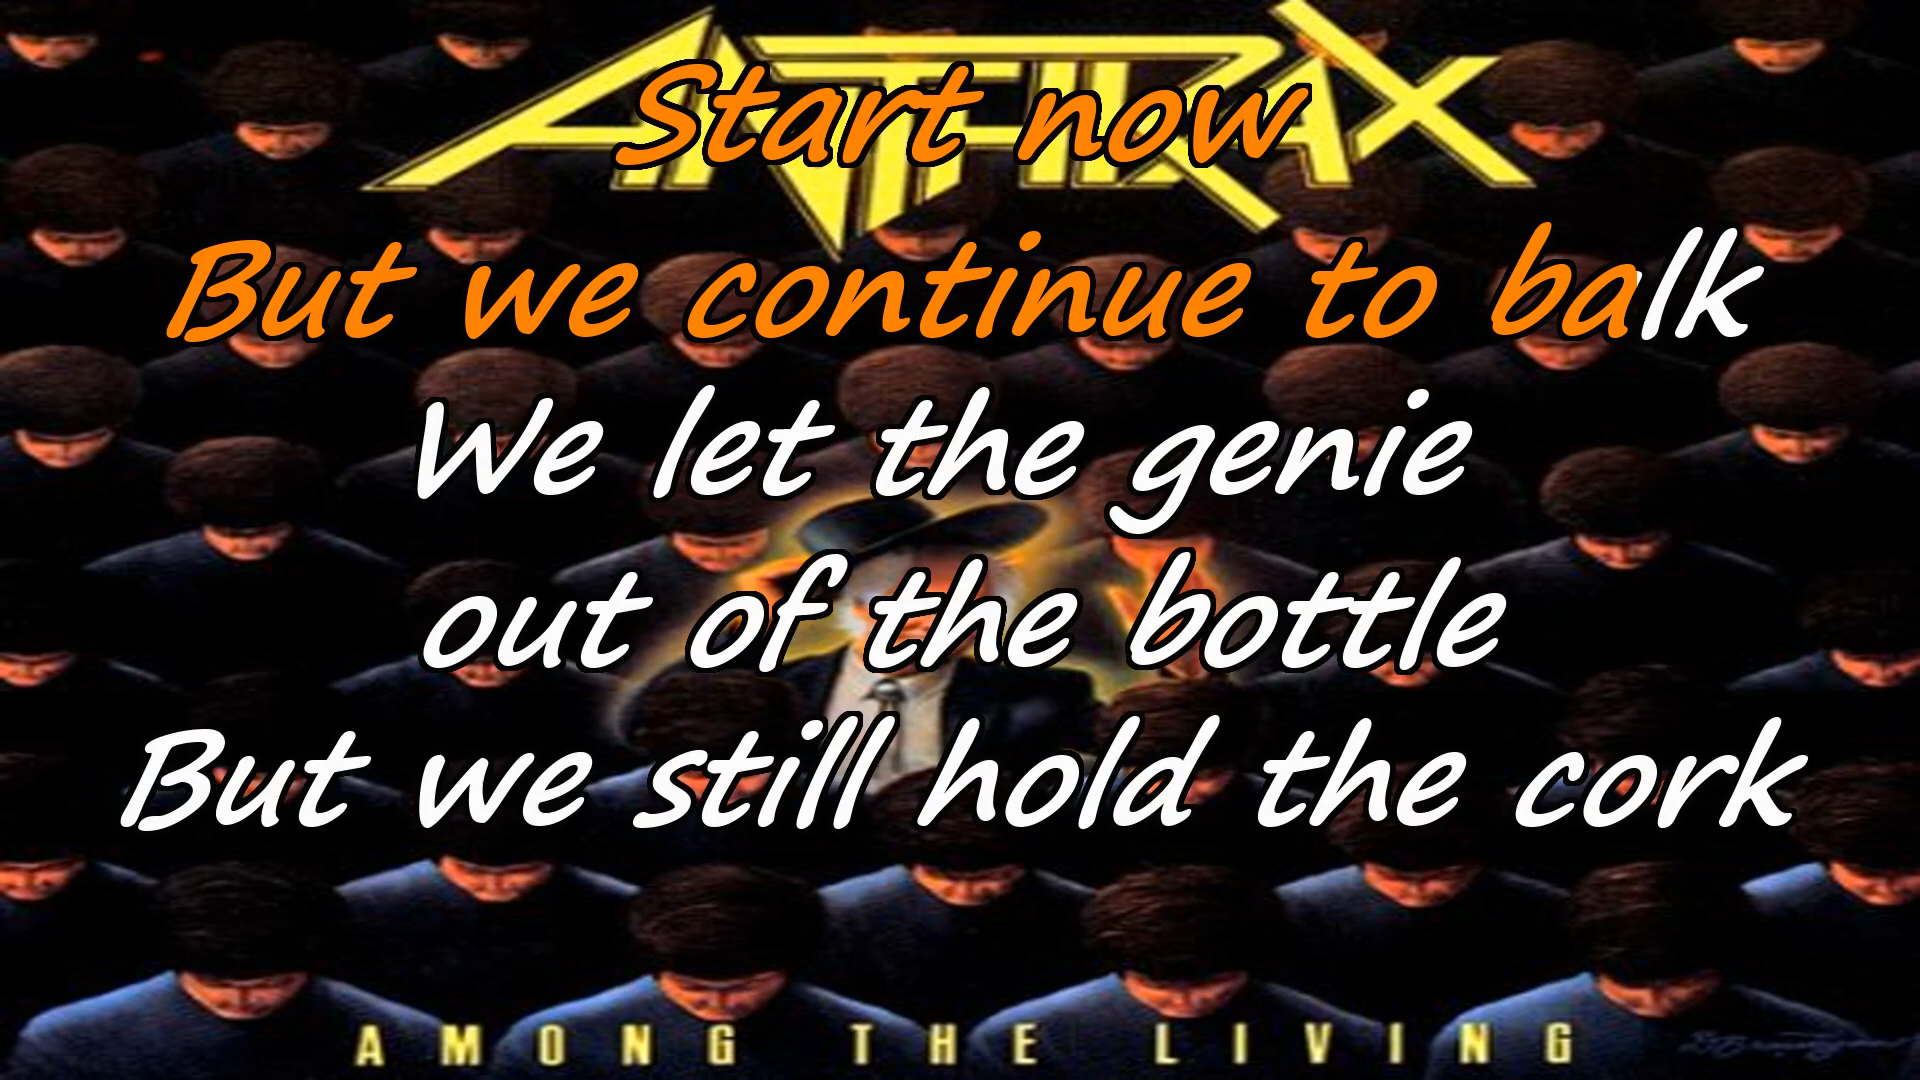 ANTHRAX
Start now
But we continue to balk
We let the genie
out of the bottle
But we still hold the cork
AMONG THE LIVING